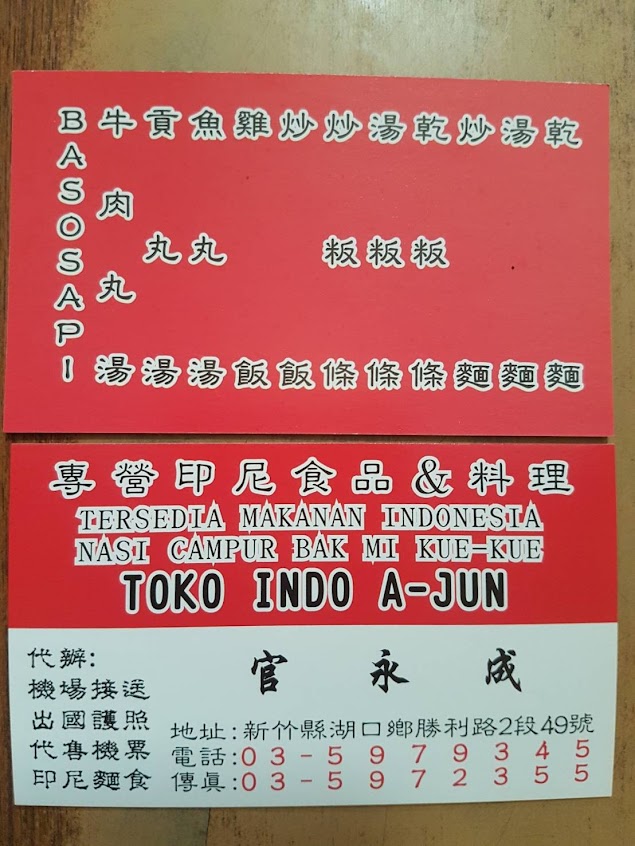 BASOSAPI
牛肉丸湯
貢丸湯
魚丸湯
雞飯
炒飯
炒粄條
湯粄條
乾粄條
炒麵
湯麵
乾麵
專營印尼食品&料理
TERSEDIA MAKANAN INDONESIA
NASI CAMPUR BAK MI KUE-KUE
TOKO INDO A-JUN
代辦:
機場接送
出國護照
代售機票
印尼麵食
官永成
地址:新竹縣湖口鄉勝利路2段49號
電話:03-5979345
傳真:03-5972355